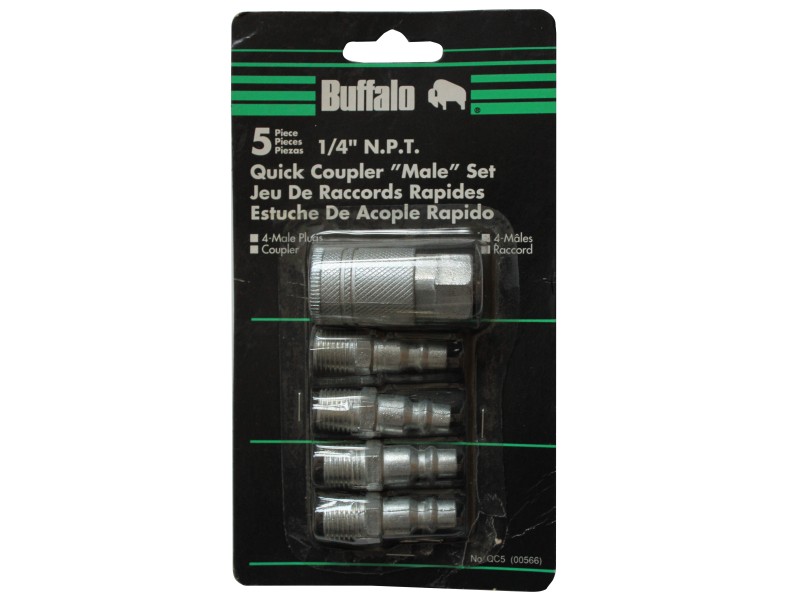 Buffalo
®
5 Piece
Pieces
Piezas
1/4" N.P.T.
Quick Coupler "Male" Set
Jeu De Raccords Rapides
Estuche De Acople Rapido
4-Male Plugs
Coupler
4-Mâles
Raccord
No. QC5 (00566)